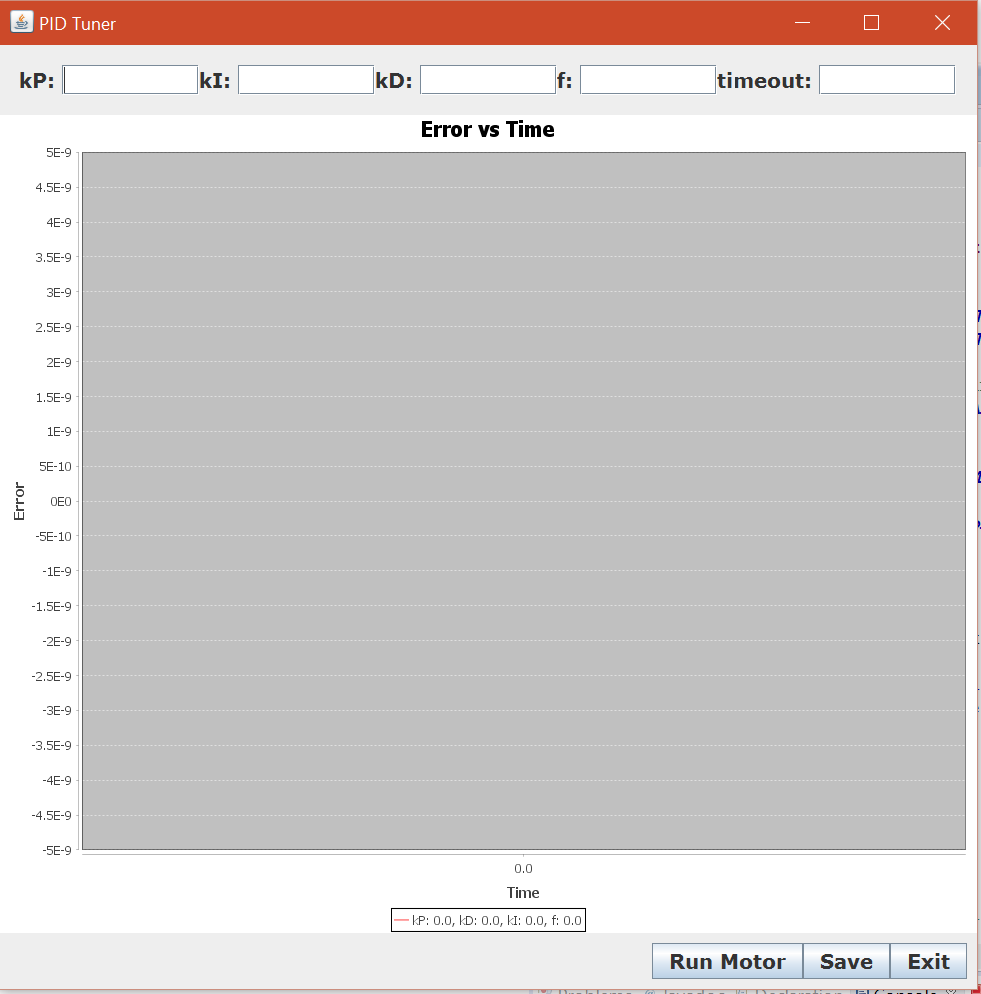 PID Tuner
kP: kI: kD: f: timeout:
Error vs Time
5E-9
4.5E-9
4E-9
3.5E-9
3E-9
2.5E-9
2E-9
1.5E-9
1E-9
5E-10
0E0
-5E-10
-1E-9
-1.5E-9
-2E-9
-2.5E-9
-3E-9
-3.5E-9
-4E-9
-4.5E-9
-5E-9
Error
0.0
Time
kP: 0.0, kD: 0.0, kI: 0.0, f: 0.0
Run Motor Save Exit
Problems Javadoc Declaration Console